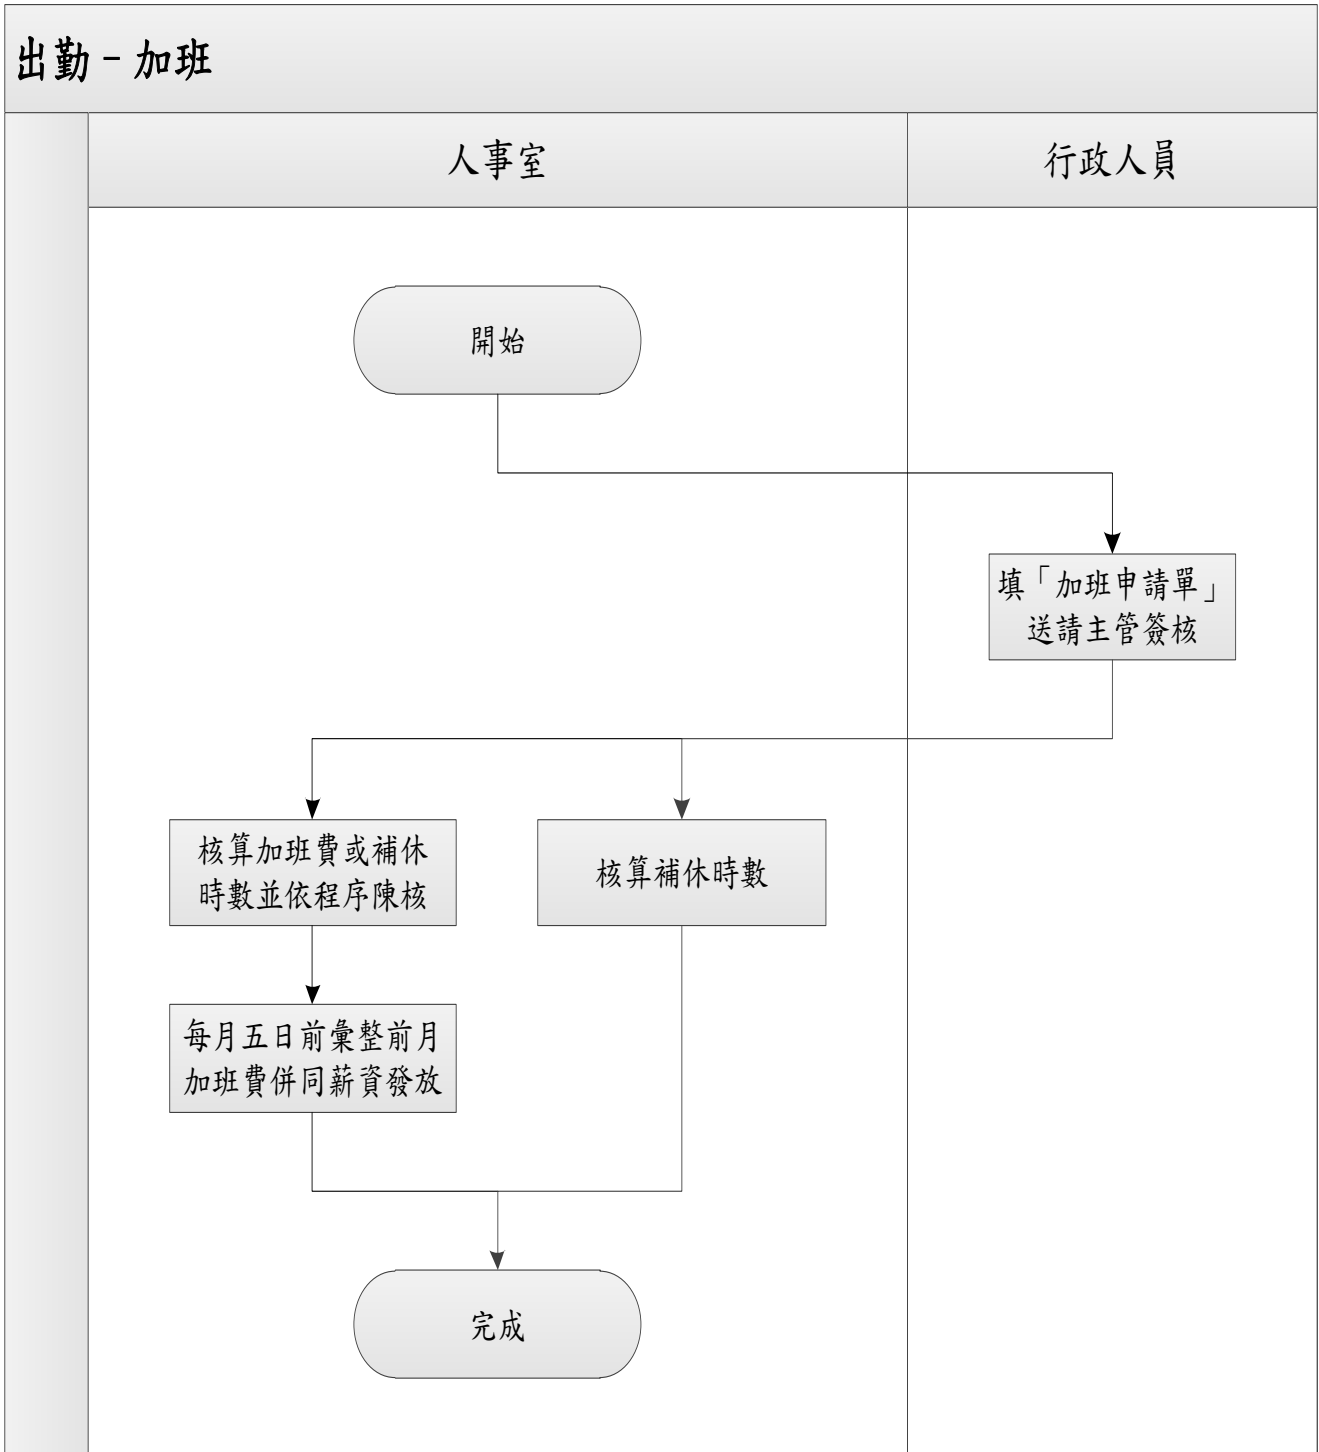 出勤－加班
人事室
行政人員
開始
填「加班申請單」
送請主管簽核
核算加班費或補休
時數並依程序陳核
核算補休時數
每月五日前彙整前月
加班費併同薪資發放
完成